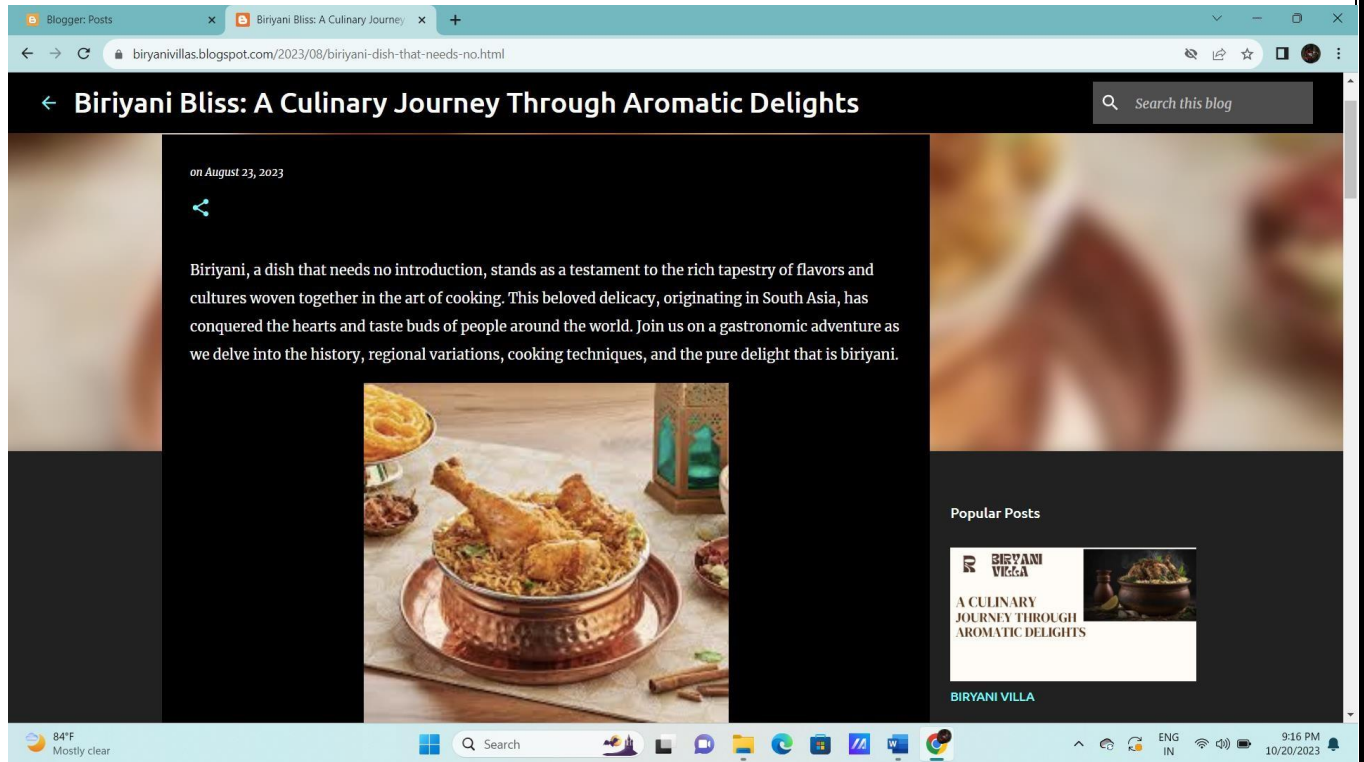 Blogger: Posts
Biriyani Bliss: A Culinary Journey
biryanivillas.blogspot.com/2023/08/biriyani-dish-that-needs-no.html
Biriyani Bliss: A Culinary Journey Through Aromatic Delights
Search this blog
on August 23, 2023
Biriyani, a dish that needs no introduction, stands as a testament to the rich tapestry of flavors and
cultures woven together in the art of cooking. This beloved delicacy, originating in South Asia, has
conquered the hearts and taste buds of people around the world. Join us on a gastronomic adventure as
we delve into the history, regional variations, cooking techniques, and the pure delight that is biriyani.
Popular Posts
BIRYANI
VILLA
A CULINARY
JOURNEY THROUGH
AROMATIC DELIGHTS
BIRYANI VILLA
84°F
Mostly clear
Search
ENG
IN
9:16 PM
10/20/2023